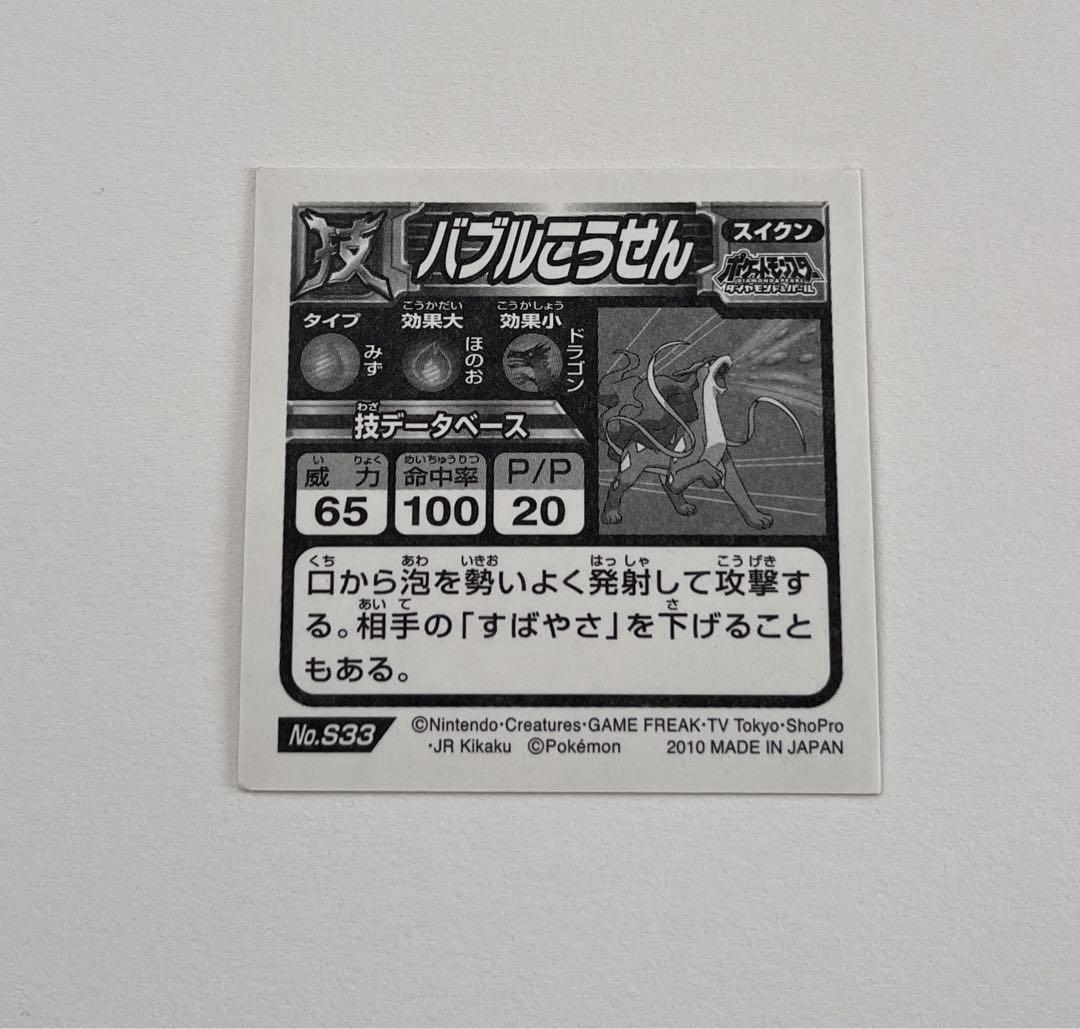 技
バブルこうせん
スイクン
ポケットモンスター
DIAMOND&PEARL
ダイヤモンド&パール
タイプ
みず
こうかだい
効果大
ほのお
こうかしょう
効果小
ドラゴン
わざ
技データベース
い りょく
威力
65
めいちゅうりつ
命中率
100
P/P
20
くち あわ いきお はっ しゃ こう げき
口から泡を勢いよく発射して攻撃す
あい て さ
る。相手の「すばやさ」を下げること
もある。
No.S33
©Nintendo・Creatures・GAME FREAK・TV Tokyo・ShoPro
・JR Kikaku ©Pokémon 2010 MADE IN JAPAN